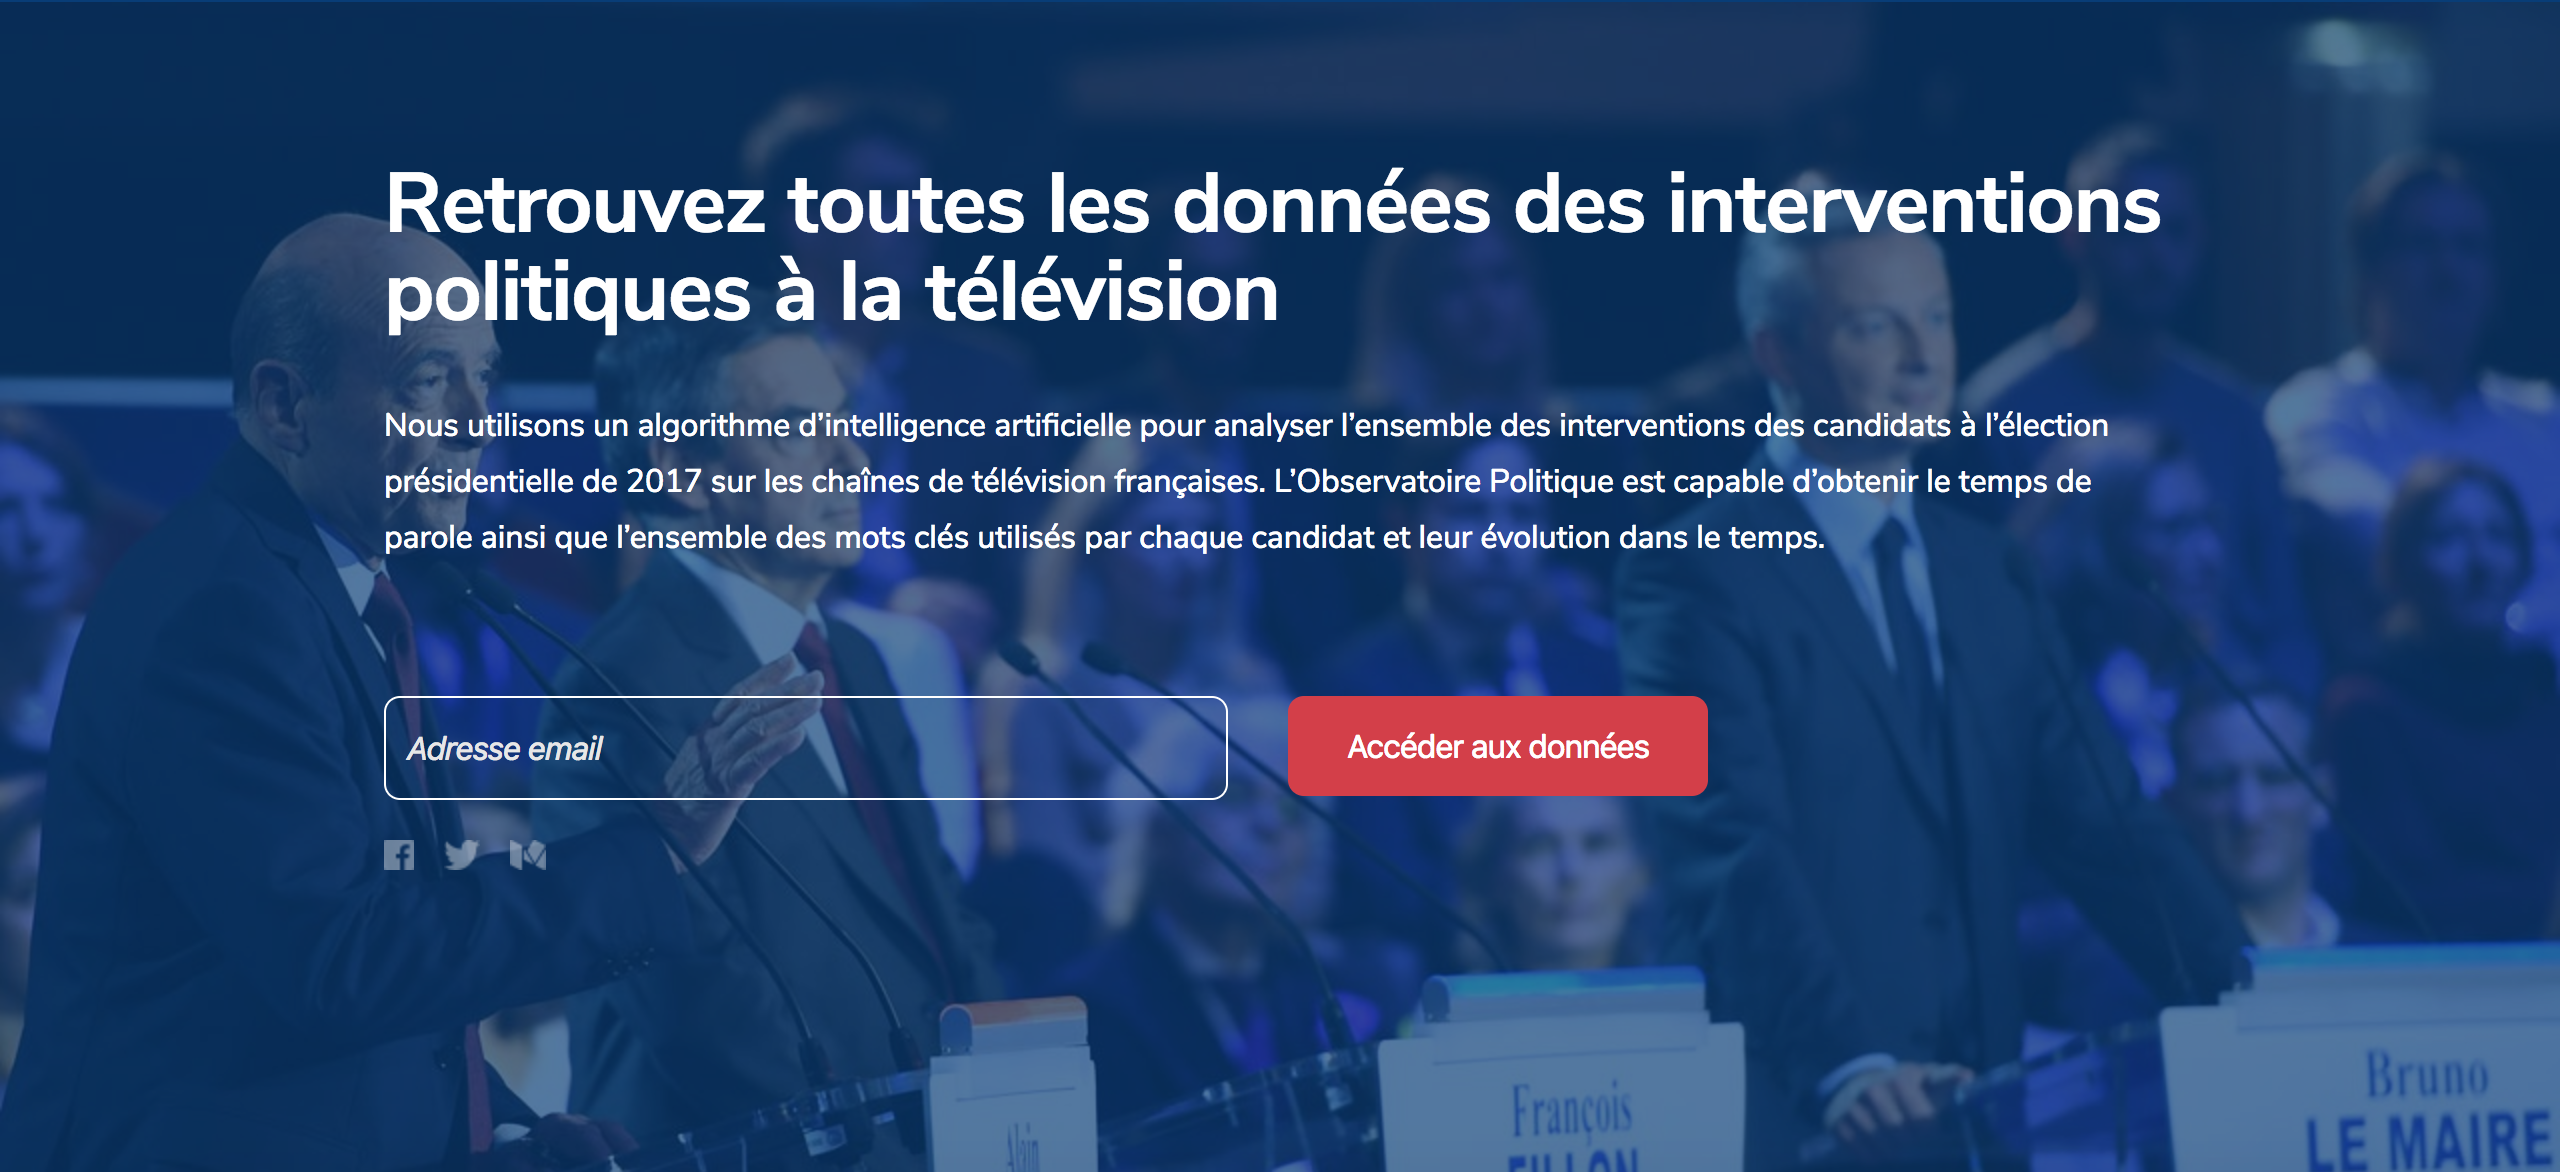 Retrouvez toutes les données des interventions
politiques à la télévision
Nous utilisons un algorithme d’intelligence artificielle pour analyser l’ensemble des interventions des candidats à l’élection
présidentielle de 2017 sur les chaînes de télévision françaises. L’Observatoire Politique est capable d’obtenir le temps de
parole ainsi que l’ensemble des mots clés utilisés par chaque candidat et leur évolution dans le temps.
Adresse email
Accéder aux données
Alain
François
FILLON
Bruno
LE MAIRE